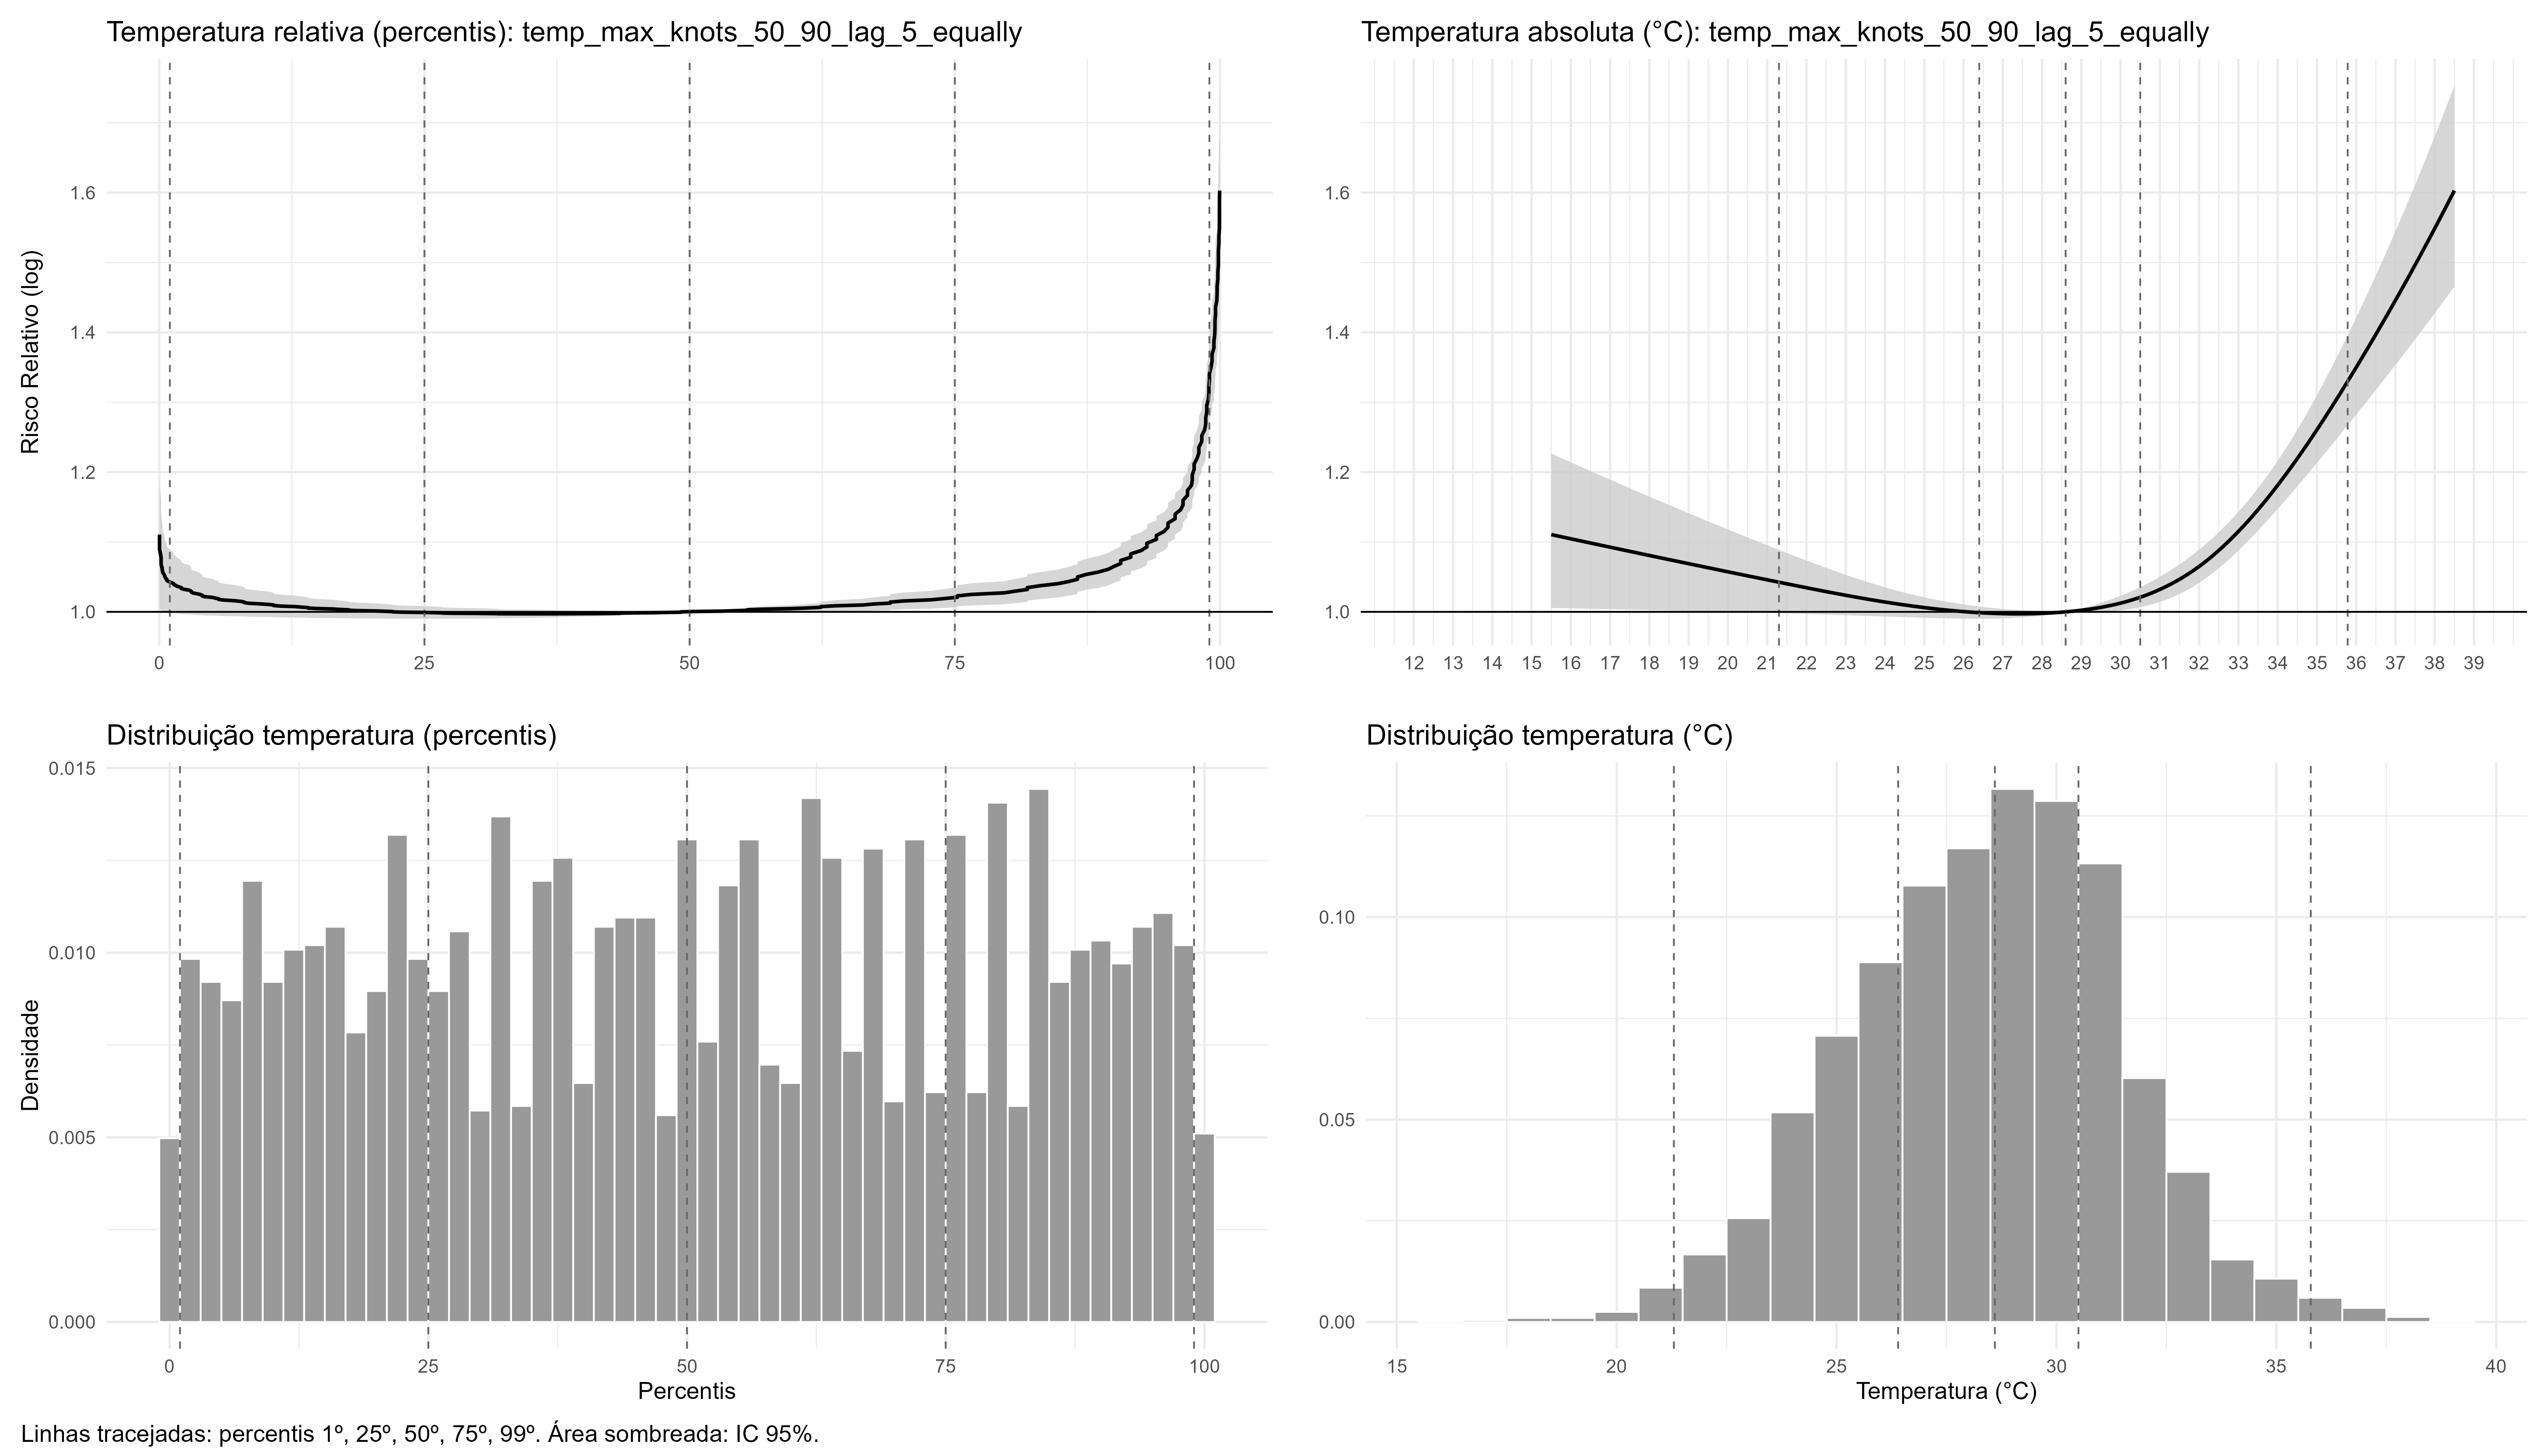 Temperatura relativa (percentis): temp_max_knots_50_90_lag_5_equally
Risco Relativo (log)
1.6
1.4
1.2
1.0
0 25 50 75 100
Temperatura absoluta (°C): temp_max_knots_50_90_lag_5_equally
1.6
1.4
1.2
1.0
12 13 14 15 16 17 18 19 20 21 22 23 24 25 26 27 28 29 30 31 32 33 34 35 36 37 38 39
Distribuição temperatura (percentis)
Densidade
0.015
0.010
0.005
0.000
0 25 50 75 100
Percentis
Distribuição temperatura (°C)
0.10
0.05
0.00
15 20 25 30 35 40
Temperatura (°C)
Linhas tracejadas: percentis 1º, 25º, 50º, 75º, 99º. Área sombreada: IC 95%.